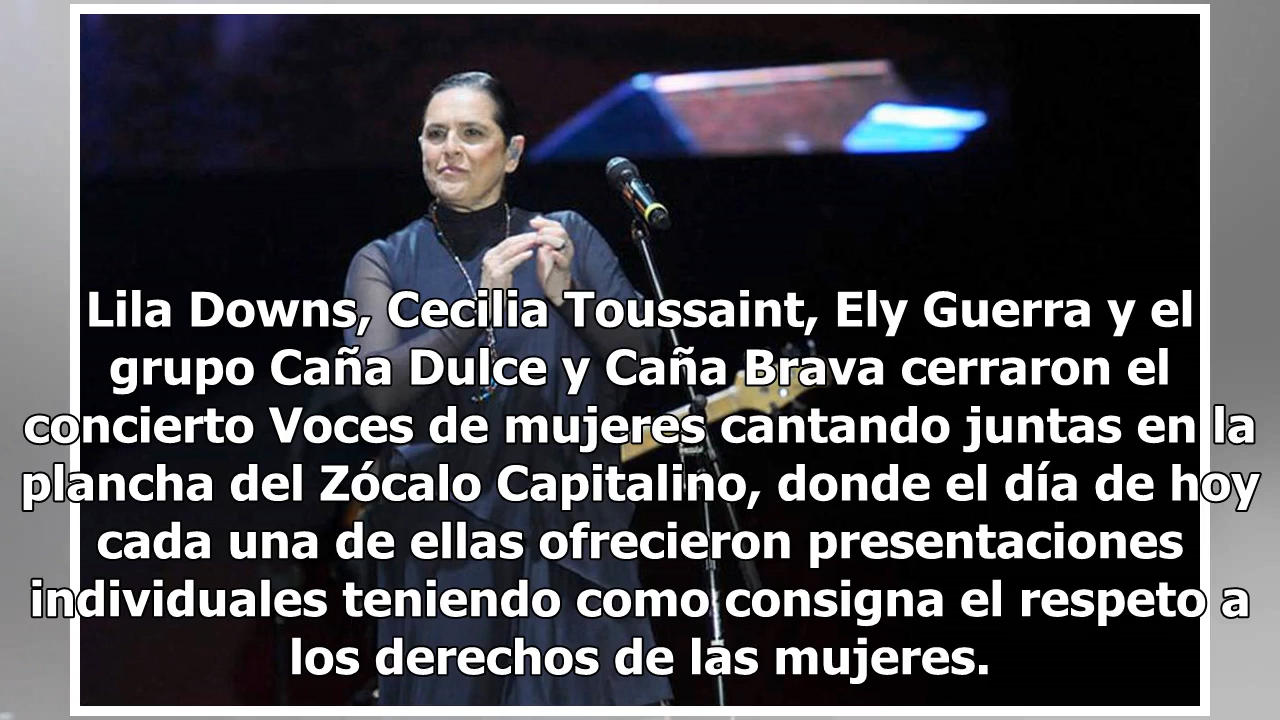 Lila Downs, Cecilia Toussaint, Ely Guerra y el
grupo Caña Dulce y Caña Brava cerraron el
concierto Voces de mujeres cantando juntas en la
plancha del Zócalo Capitalino, donde el día de hoy
cada una de ellas ofrecieron presentaciones
individuales teniendo como consigna el respeto a
los derechos de las mujeres.